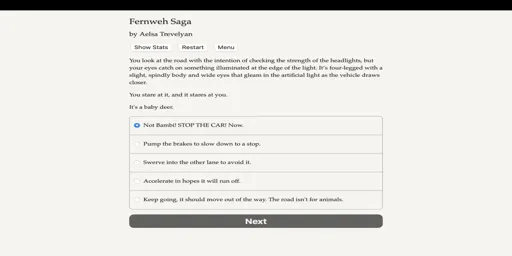 Fernweh Saga
by Aelsa Trevelyan
Show Stats Restart Menu
You look at the road with the intention of checking the strength of the headlights, but
your eyes catch on something illuminated at the edge of the light. It's four-legged with a
slight, spindly body and wide eyes that gleam in the artificial light as the vehicle draws
closer.
You stare at it, and it stares at you.
It's a baby deer.
Not Bambi! STOP THE CAR! Now.
Pump the brakes to slow down to a stop.
Swerve into the other lane to avoid it.
Accelerate in hopes it will run off.
Keep going, it should move out of the way. The road isn't for animals.
Next